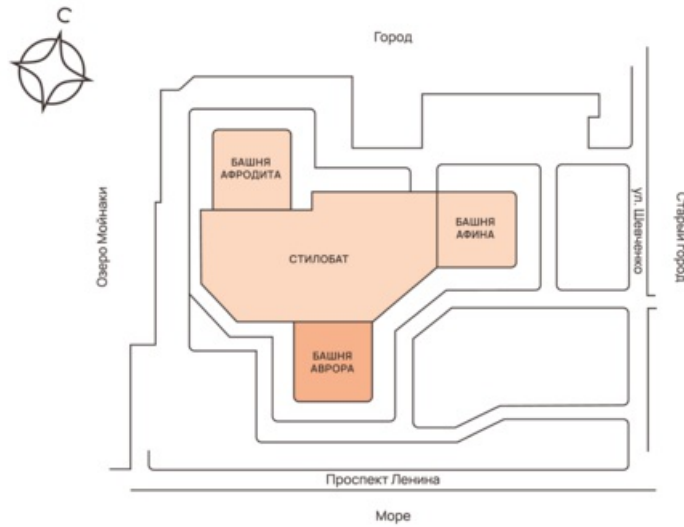 С
Город
БАШНЯ
АФРОДИТА
Озеро Мойнаки
СТИЛОБАТ
БАШНЯ
АФИНА
ул. Шевченко
Старый город
БАШНЯ
АВРОРА
Проспект Ленина
Море